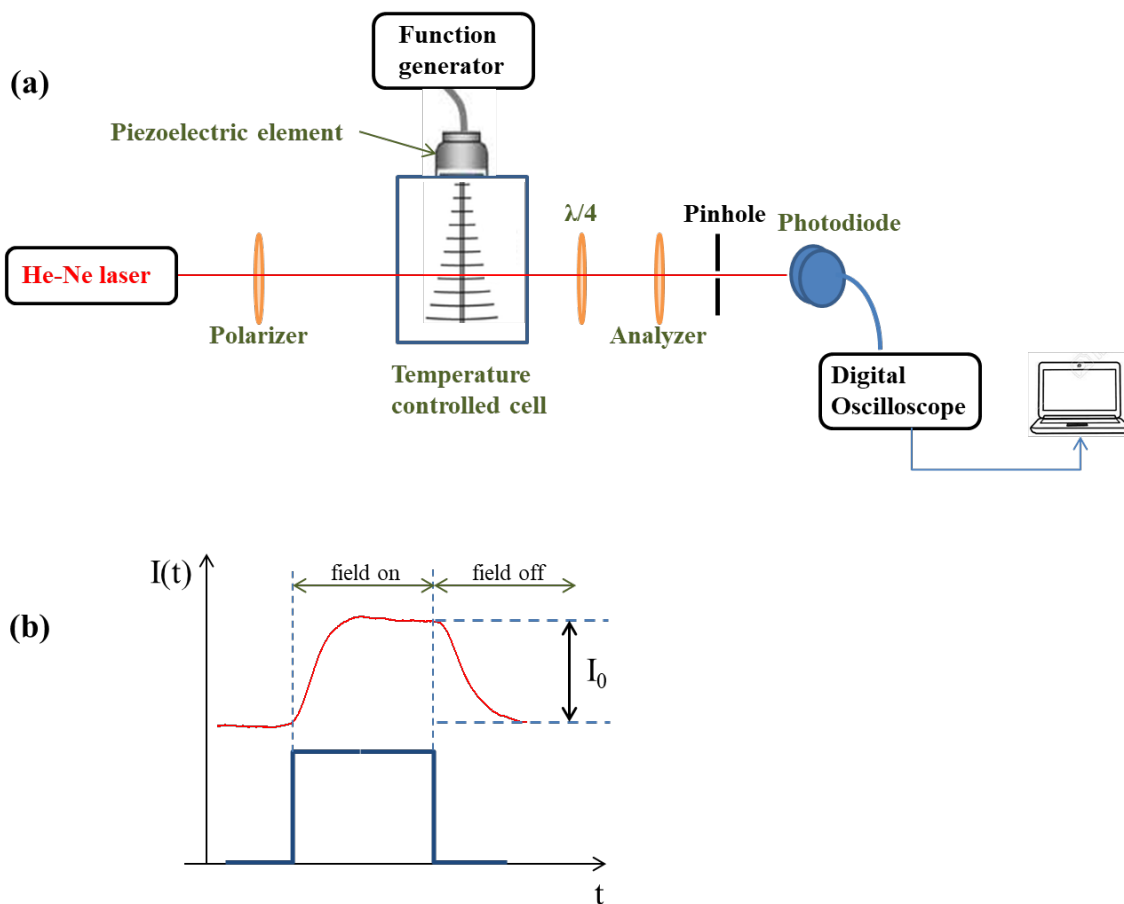 (a)
Function
generator
Piezoelectric element
λ/4
Pinhole
Photodiode
He-Ne laser
Polarizer
Analyzer
Temperature
controlled cell
Digital
Oscilloscope
(b)
I(t)
field on
field off
I₀
t